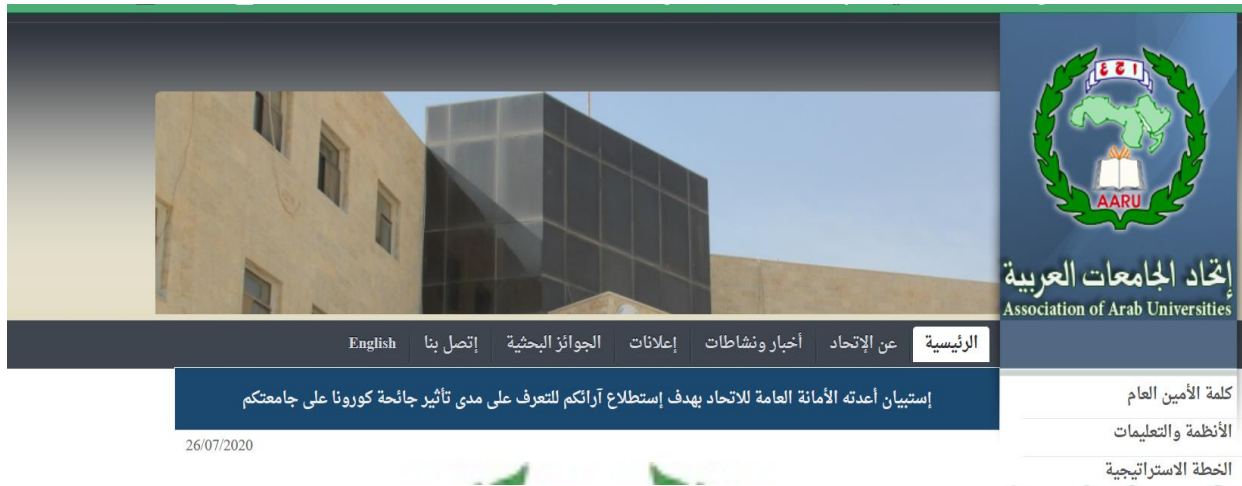 ا ح ع
AARU
إتحاد الجامعات العربية
Association of Arab Universities
الرئيسية عن الإتحاد أخبار ونشاطات إعلانات الجوائز البحثية إتصل بنا English
إستبيان أعدته الأمانة العامة للاتحاد بهدف إستطلاع آرائكم للتعرف على مدى تأثير جائحة كورونا على جامعتكم
26/07/2020
كلمة الأمين العام
الأنظمة والتعليمات
الخطة الاستراتيجية